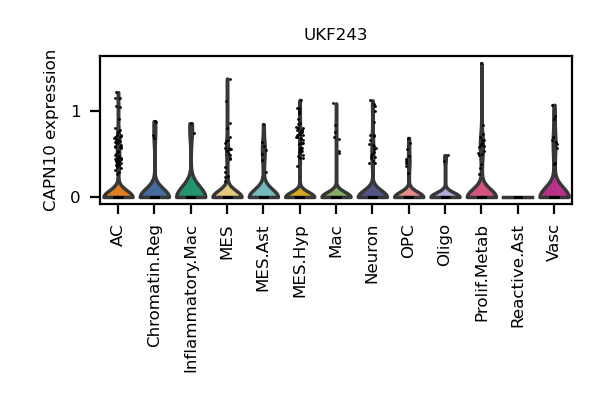 UKF243
CAPN10 expression
1
0
AC
Chromatin.Reg
Inflammatory.Mac
MES
MES.Ast
MES.Hyp
Mac
Neuron
OPC
Oligo
Prolif.Metab
Reactive.Ast
Vasc